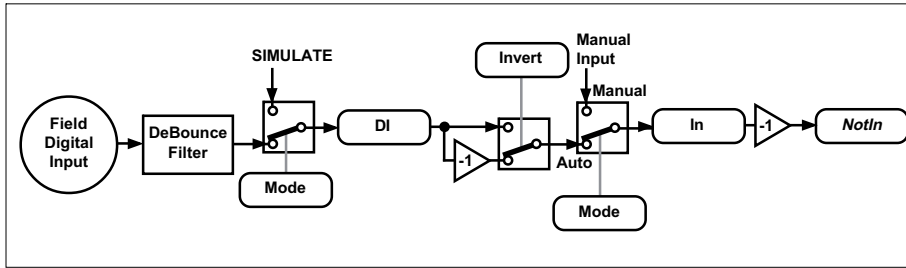 SIMULATE
Field
Digital
Input
DeBounce
Filter
Mode
DI
-1
Invert
Auto
Manual
Input
Manual
Mode
In
-1
NotIn